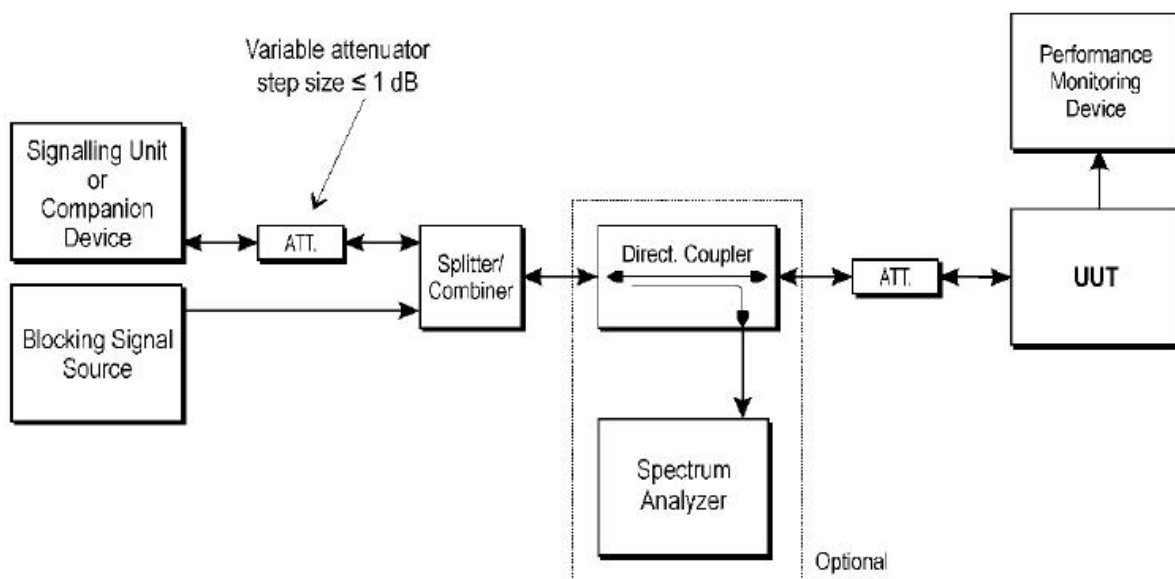 Variable attenuator
step size ≤ 1 dB
Performance
Monitoring
Device
Signalling Unit
or
Companion
Device
ATT.
Splitter/
Combiner
Direct. Coupler
ATT.
UUT
Blocking Signal
Source
Spectrum
Analyzer
Optional